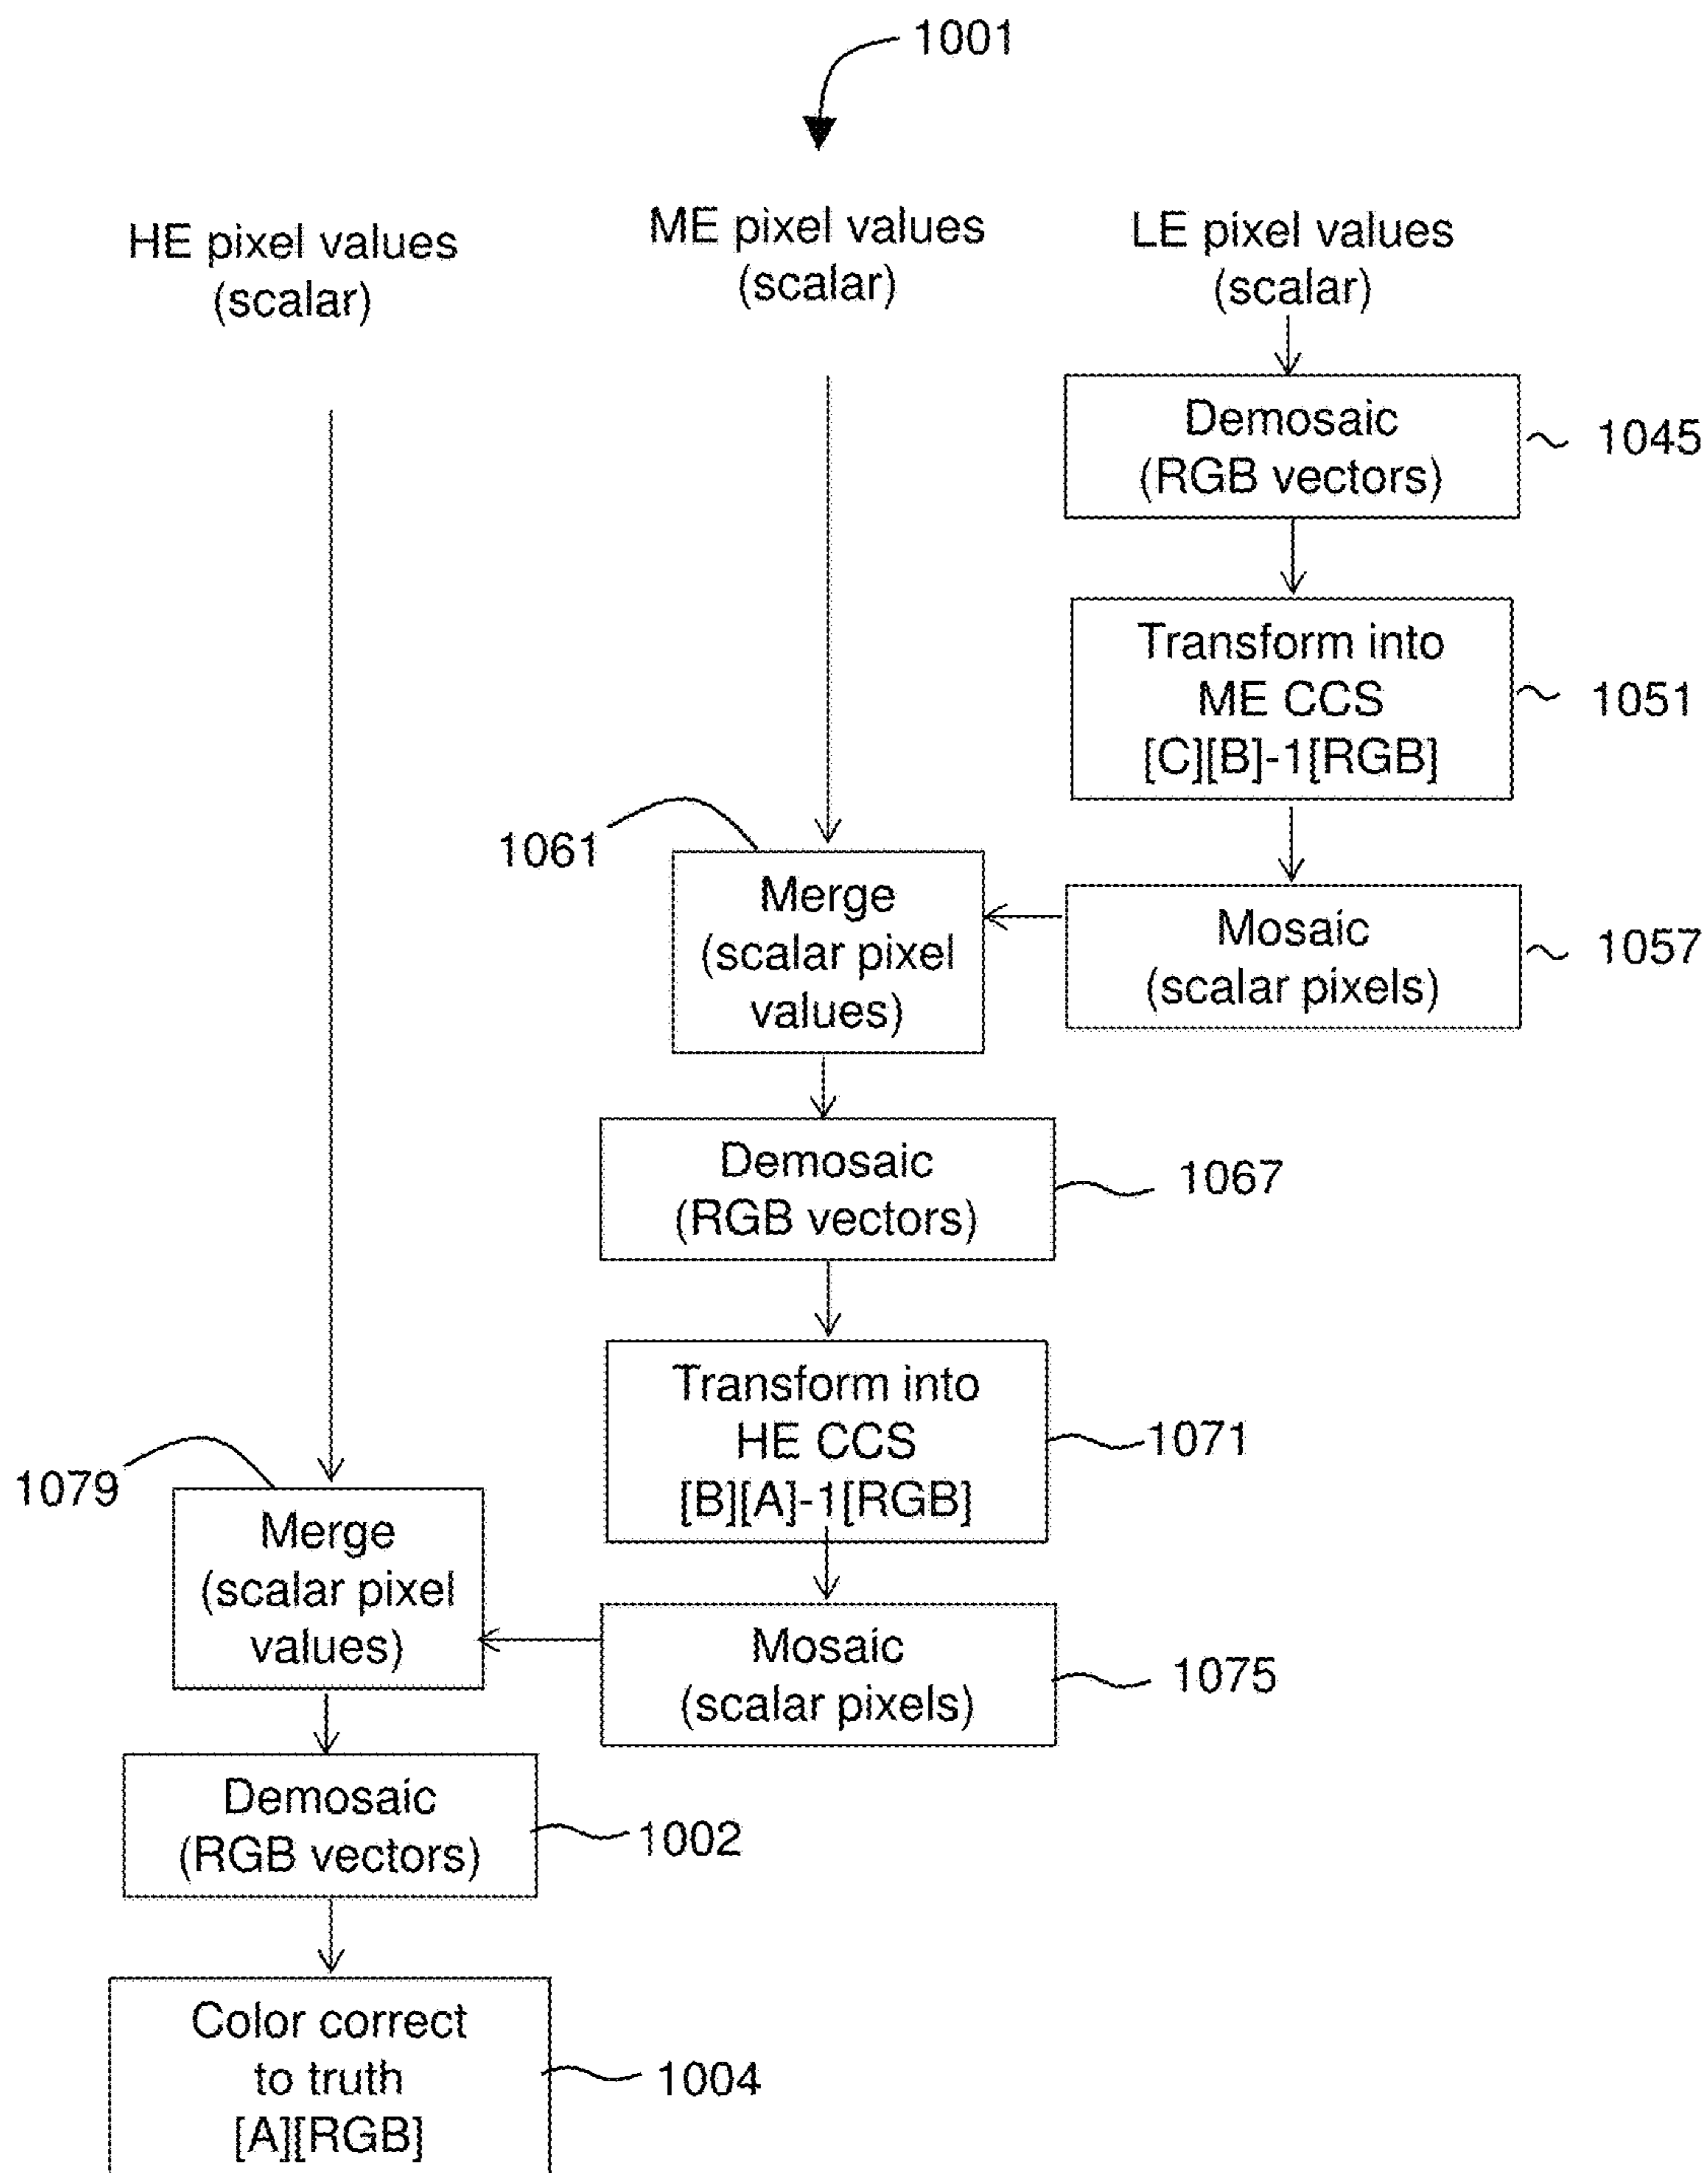 1001
HE pixel values
(scalar)
ME pixel values
(scalar)
LE pixel values
(scalar)
Demosaic
(RGB vectors)
1045
Transform into
ME CCS
[C][B]-1[RGB]
1051
1061
Merge
(scalar pixel
values)
Mosaic
(scalar pixels)
1057
Demosaic
(RGB vectors)
1067
Transform into
HE CCS
[B][A]-1[RGB]
1071
1079
Merge
(scalar pixel
values)
Mosaic
(scalar pixels)
1075
Demosaic
(RGB vectors)
1002
Color correct
to truth
[A][RGB]
1004